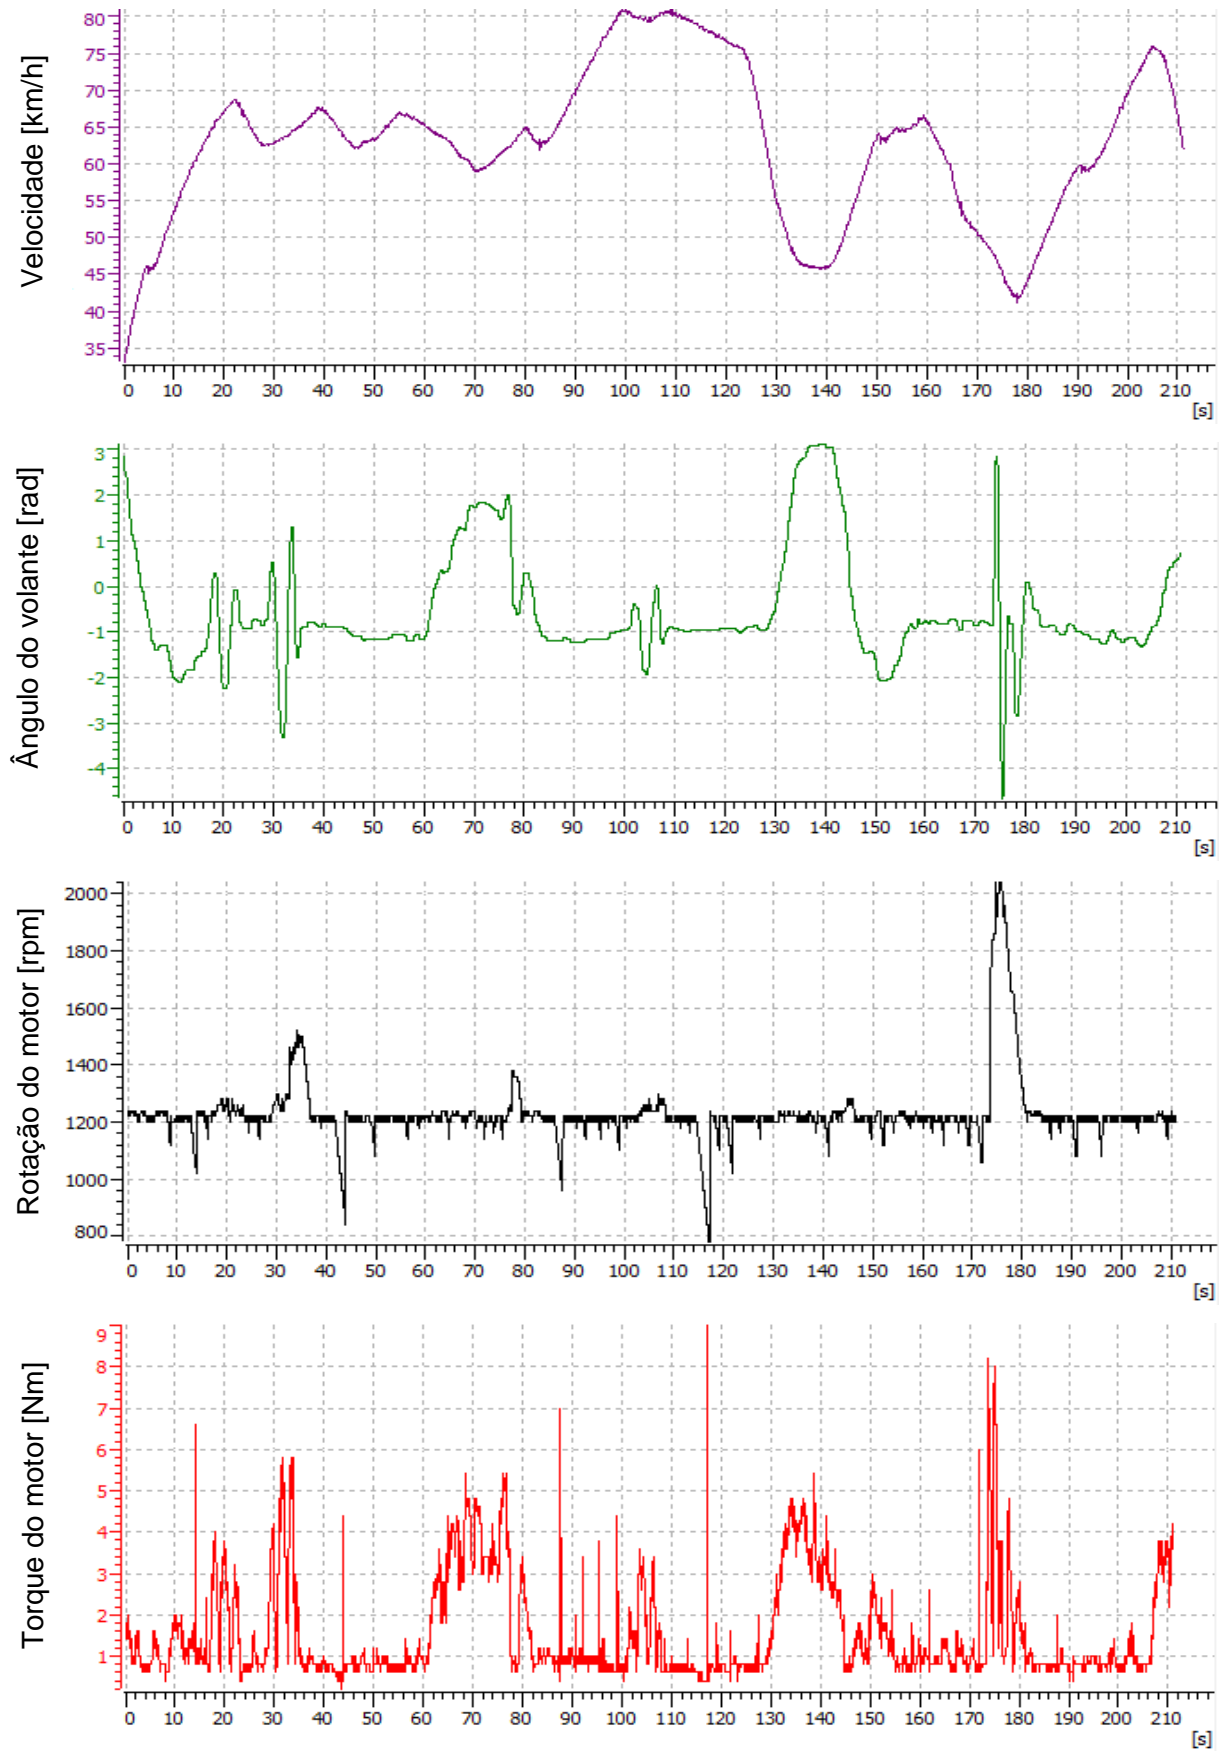 Velocidade [km/h]
80
75
70
65
60
55
50
45
40
35
0 10 20 30 40 50 60 70 80 90 100 110 120 130 140 150 160 170 180 190 200 210
[s]
Ângulo do volante [rad]
3
2
1
0
-1
-2
-3
-4
0 10 20 30 40 50 60 70 80 90 100 110 120 130 140 150 160 170 180 190 200 210
[s]
Rotação do motor [rpm]
2000
1800
1600
1400
1200
1000
800
0 10 20 30 40 50 60 70 80 90 100 110 120 130 140 150 160 170 180 190 200 210
[s]
Torque do motor [Nm]
9
8
7
6
5
4
3
2
1
0 10 20 30 40 50 60 70 80 90 100 110 120 130 140 150 160 170 180 190 200 210
[s]